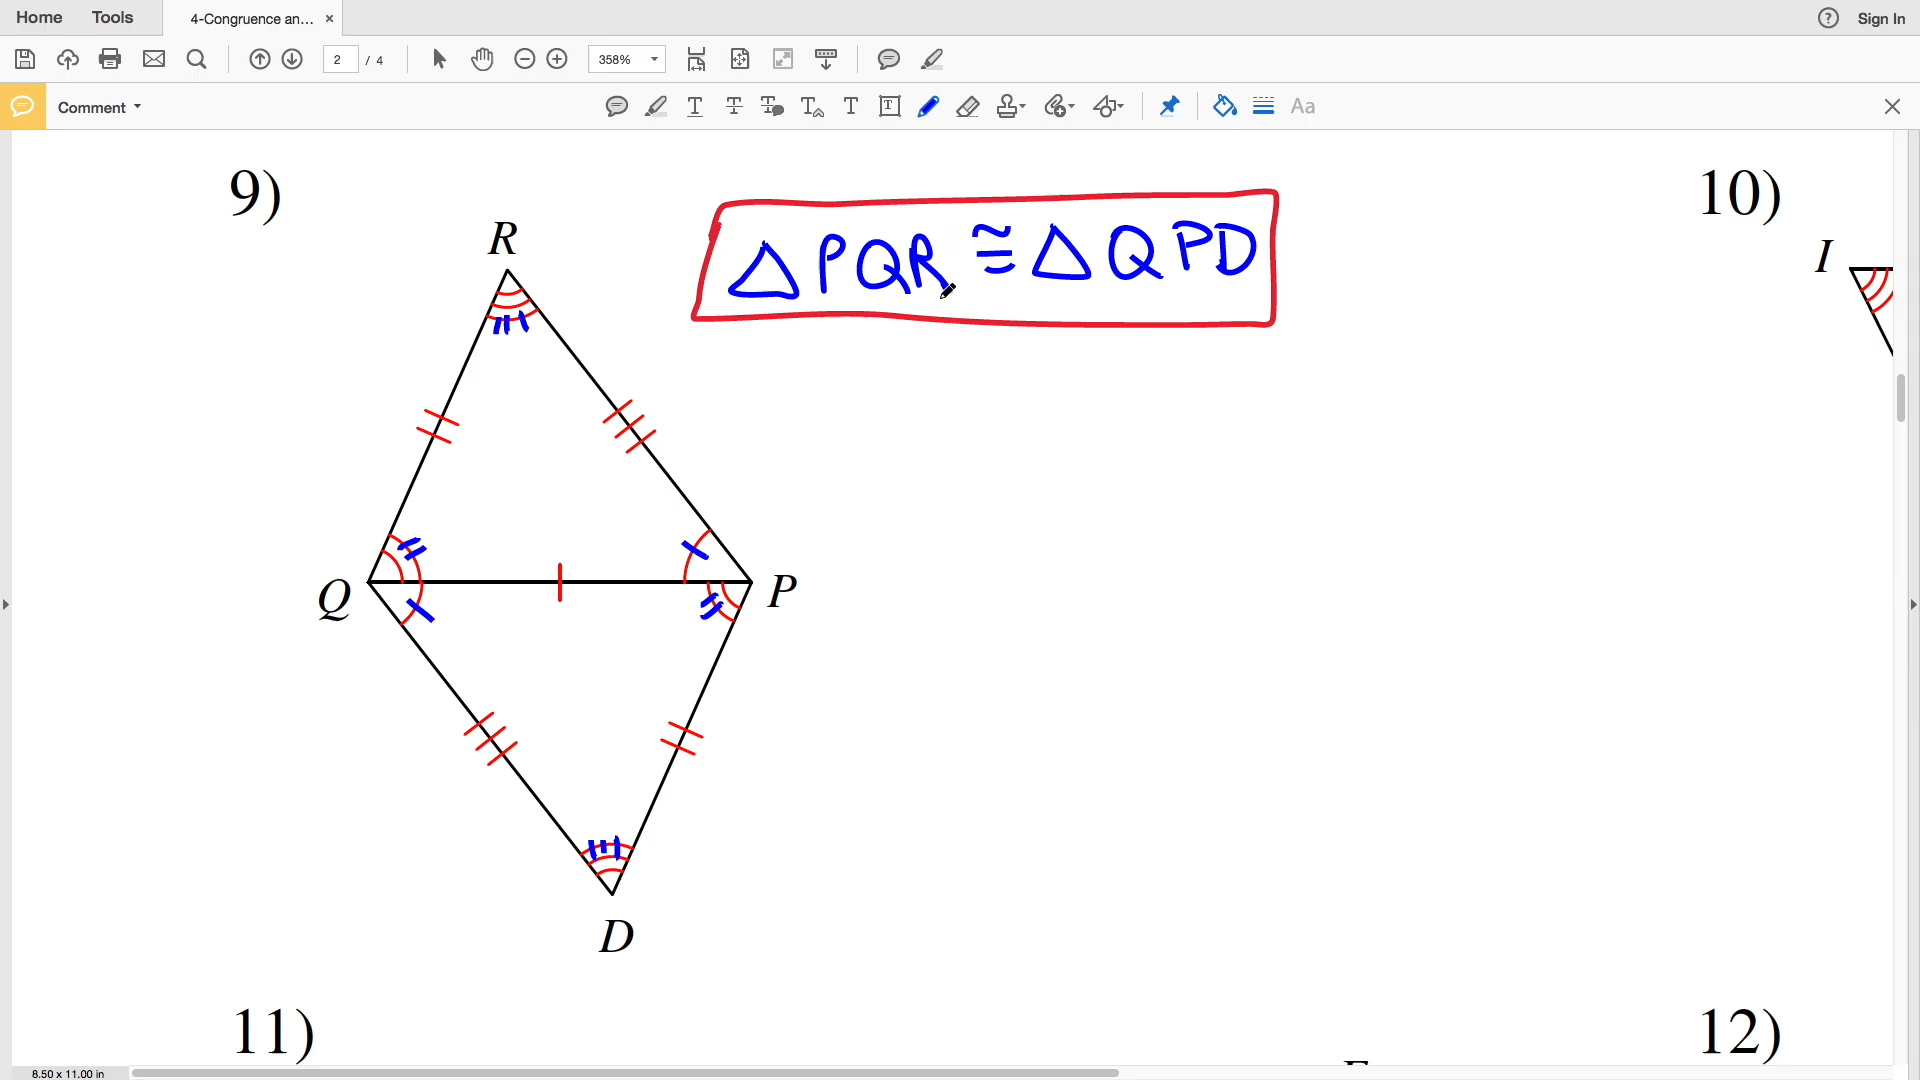 Home Tools 4-Congruence an... × ? Sign In
2 / 4 358%
Comment T T T T T T Aa
9) 10)
△ PQR ≅ △ QPD
R
I
Q P
D
11) 12)
8.50 x 11.00 in